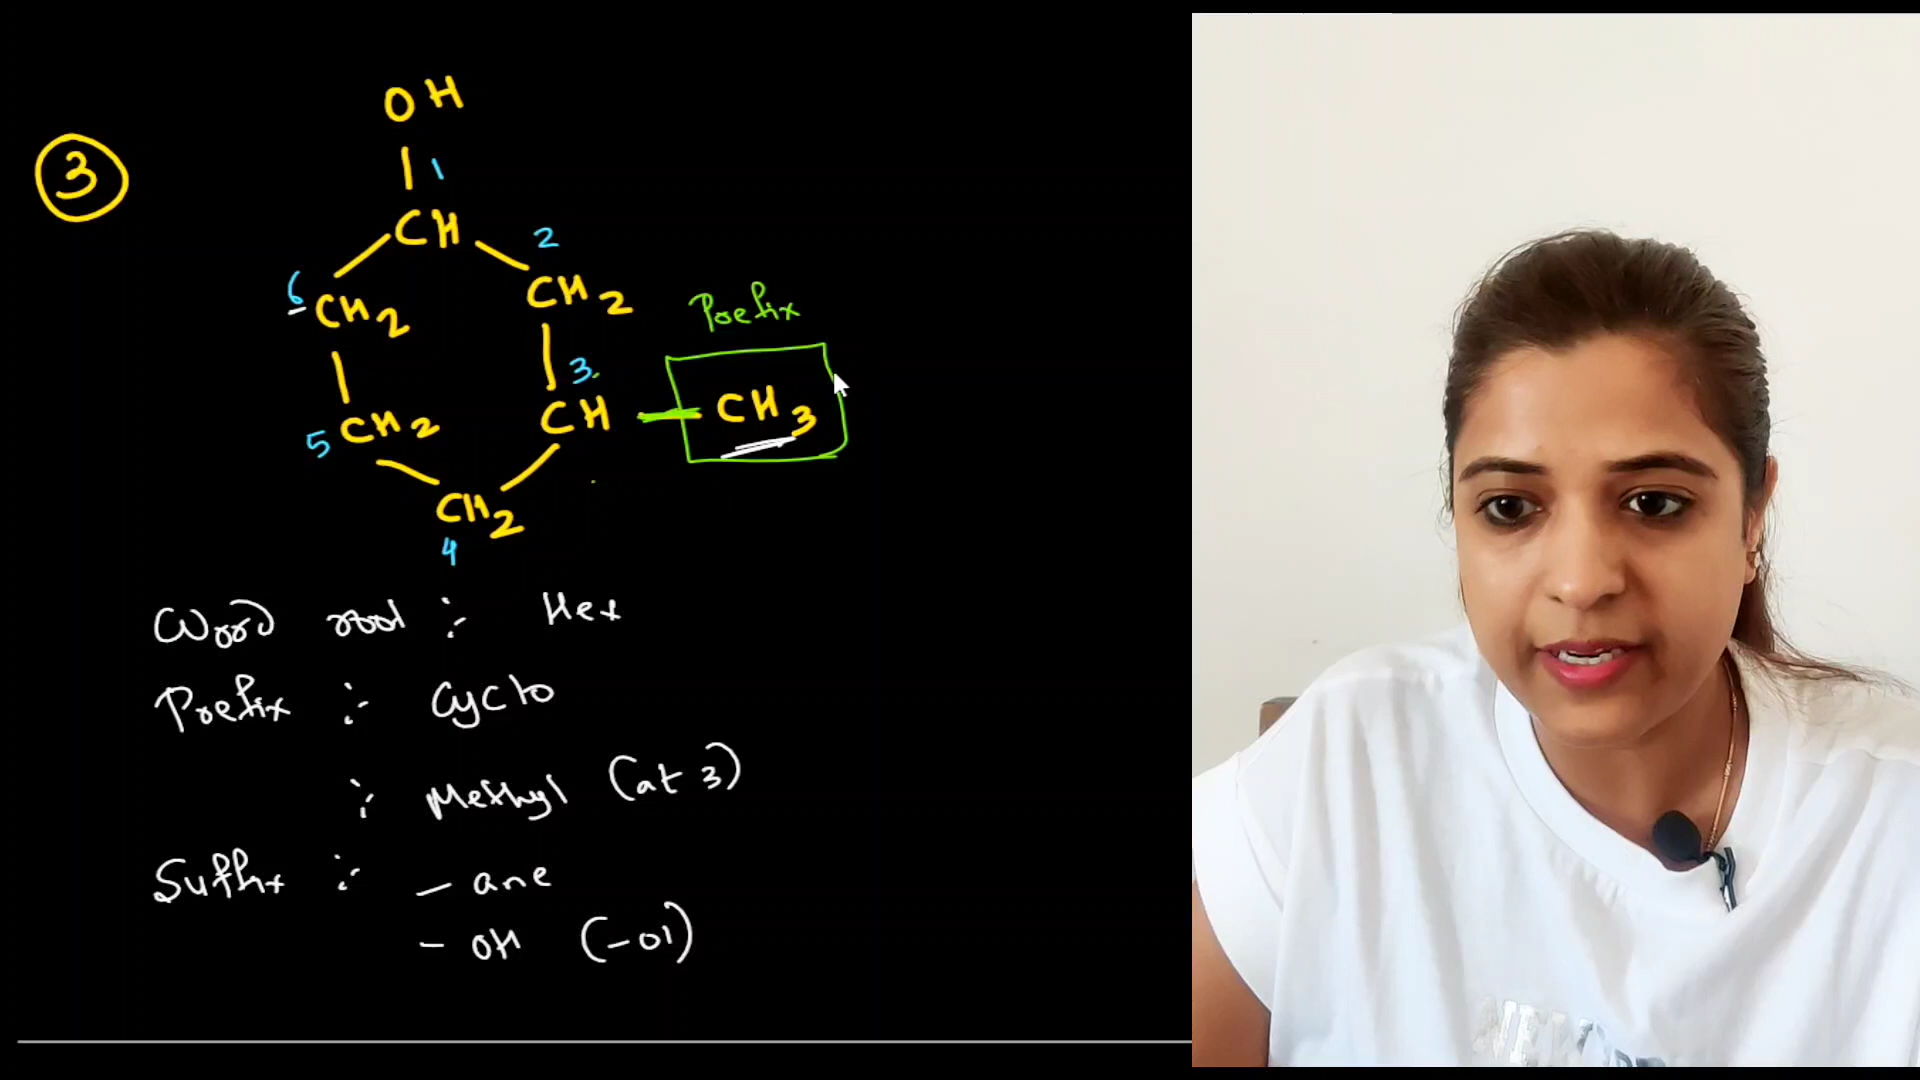 OH
3
1
CH
2
6
CH2
CH2
Prefix
3.
CH - CH3
5 CH2
CH2
4
Word root :- Hex
Prefix :- Cyclo
:- Methyl (at 3)
Suffix :- - ane
- OH (-ol)